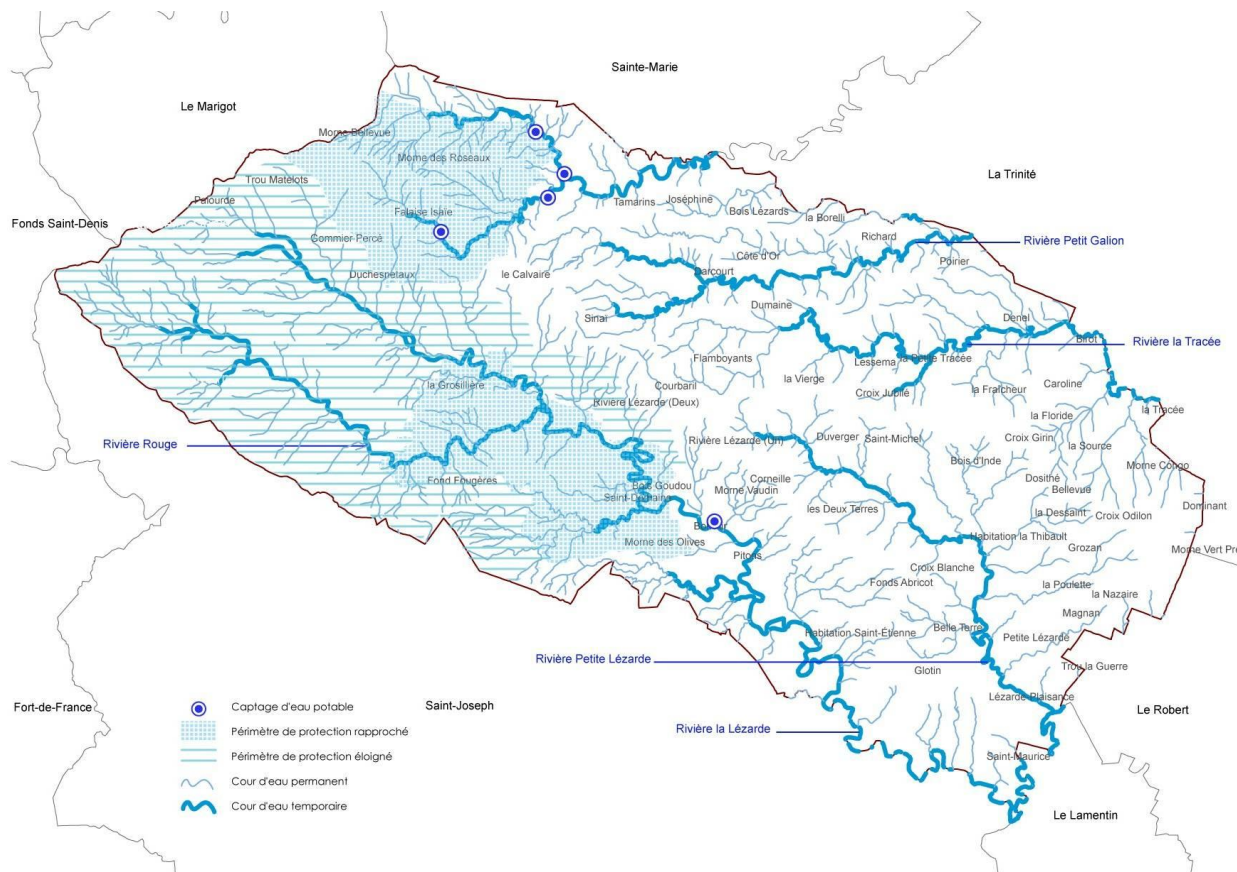 Sainte-Marie
Le Marigot
Morne Bellevue
Morne des Roseaux
La Trinité
Trou Matelots
Palourde
Tamarins
Joséphine
Bois Lézards
la Borelli
Fonds Saint-Denis
Falaise Isaïe
Richard
Rivière Petit Galion
Gommier Percé
Côte d'Or
Poirier
Duchesnelaux
le Calvaire
Darcourt
Dumaine
Sinaï
Denel
Birot
Rivière la Tracée
Flamboyants
Lessema
la Petite Tracée
la Vierge
la Grosillière
Courbaril
Croix Jubilé
la Fraîcheur
Caroline
Rivière Lézarde (Deux)
la Tracée
la Floride
Rivière Rouge
Rivière Lézarde (Un)
Duverger
Saint-Michel
Croix Girin
la Source
Bois d'Inde
Morne Congo
Fond Fougères
Corneille
Dosithé
Bois Goudou
Morne Vaudin
Bellevue
les Deux Terres
la Dessaint
Croix Odilon
Dominant
Morne des Olives
Pitons
Habitation la Thibault
Grozan
Morne Vert Pré
Croix Blanche
Fonds Abricot
la Poulette
la Nazaire
Magnan
Habitation Saint-Étienne
Belle Terre
Petite Lézarde
Rivière Petite Lézarde
Glotin
Trou la Guerre
Lézarde-Plaisance
Fort-de-France
Saint-Joseph
Le Robert
Rivière la Lézarde
Saint-Maurice
Le Lamentin
Captage d'eau potable
Périmètre de protection rapproché
Périmètre de protection éloigné
Cour d'eau permanent
Cour d'eau temporaire